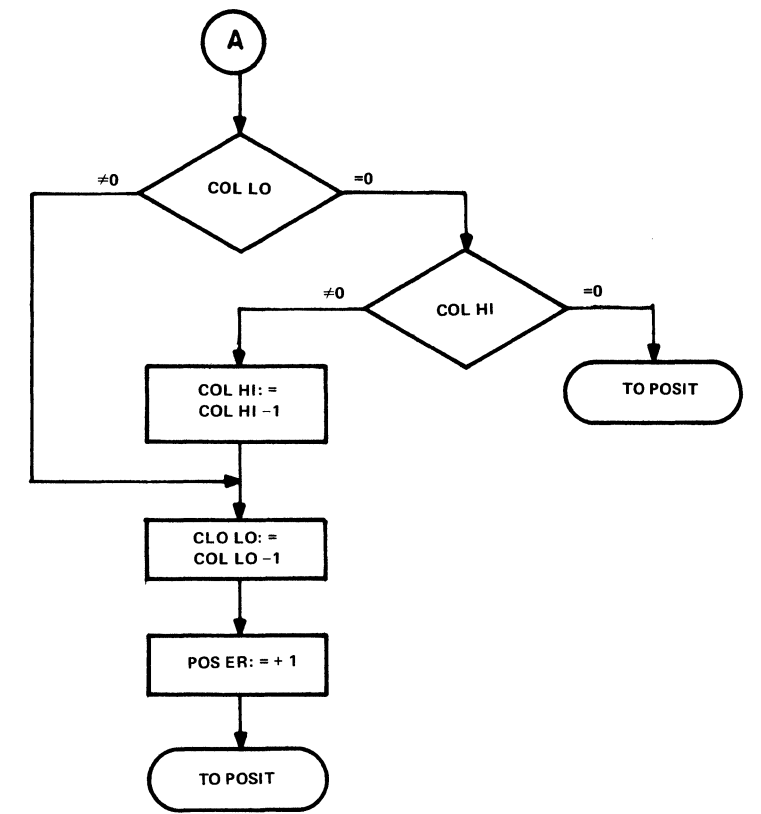 A
COL LO
≠0
=0
COL HI
≠0
=0
COL HI: =
COL HI –1
TO POSIT
CLO LO: =
COL LO –1
POS ER: = + 1
TO POSIT